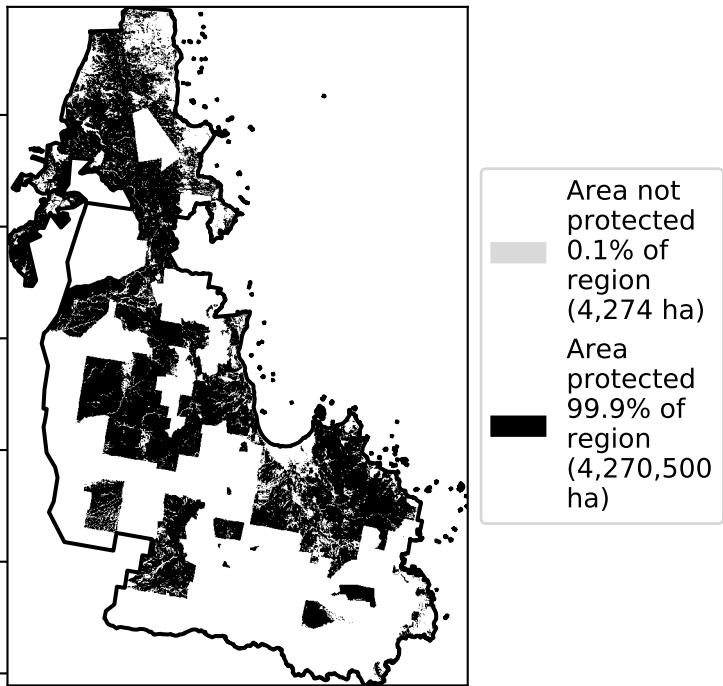 Area not
protected
0.1% of
region
(4,274 ha)
Area
protected
99.9% of
region
(4,270,500
ha)